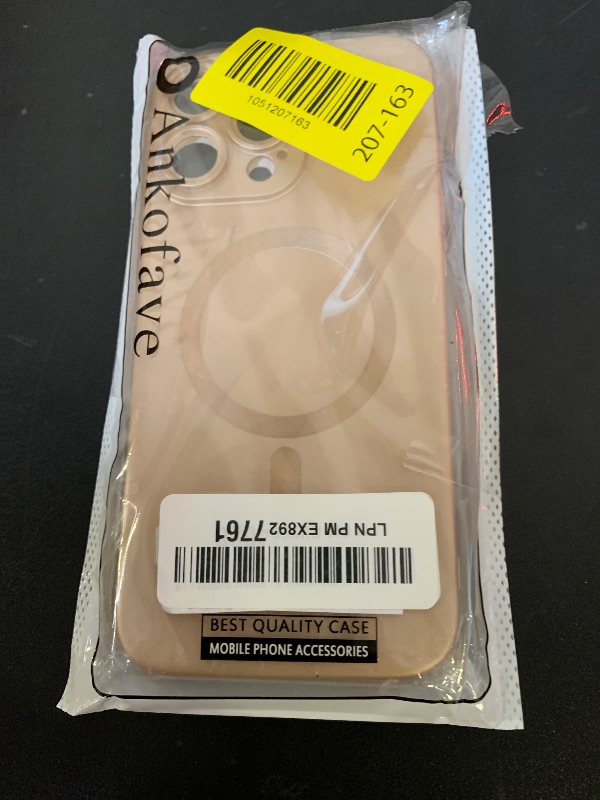 1051207163
207-163
Ankofave
LPN PM EX892 7761
BEST QUALITY CASE
MOBILE PHONE ACCESSORIES